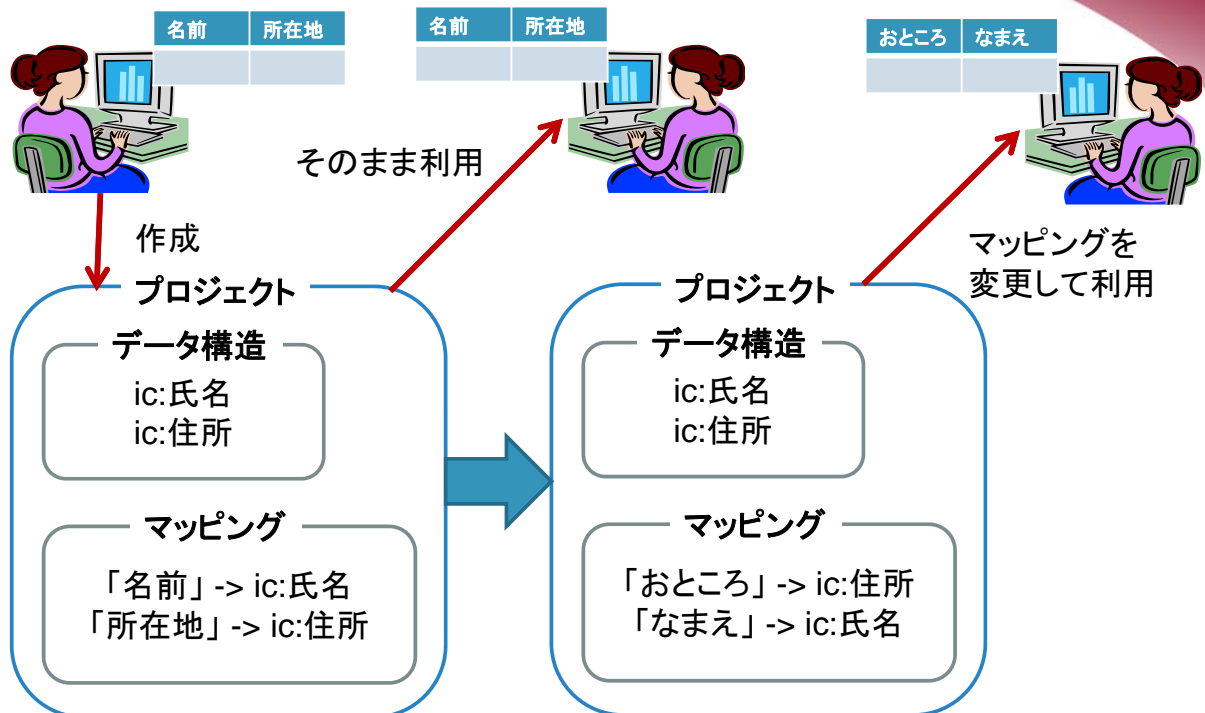 名前 所在地
名前 所在地
おところ なまえ
そのまま利用
作成
マッピングを
変更して利用
プロジェクト
データ構造
ic:氏名
ic:住所
マッピング
「名前」 -> ic:氏名
「所在地」 -> ic:住所
プロジェクト
データ構造
ic:氏名
ic:住所
マッピング
「おところ」 -> ic:住所
「なまえ」 -> ic:氏名